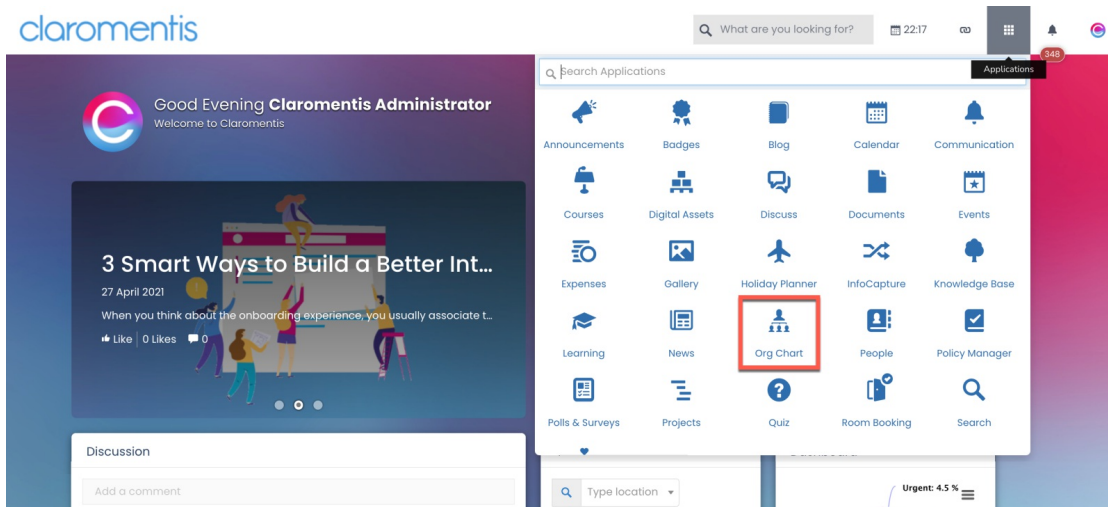 claromentis
What are you looking for?
22:17
348
Applications
Search Applications
Good Evening Claromentis Administrator
Welcome to Claromentis
Announcements Badges Blog Calendar Communication
Courses Digital Assets Discuss Documents Events
Expenses Gallery Holiday Planner InfoCapture Knowledge Base
Learning News Org Chart People Policy Manager
Polls & Surveys Projects Quiz Room Booking Search
3 Smart Ways to Build a Better Int...
27 April 2021
When you think about the onboarding experience, you usually associate t...
Like 0 Likes 0
Discussion
Add a comment
Type location
Urgent: 4.5 %